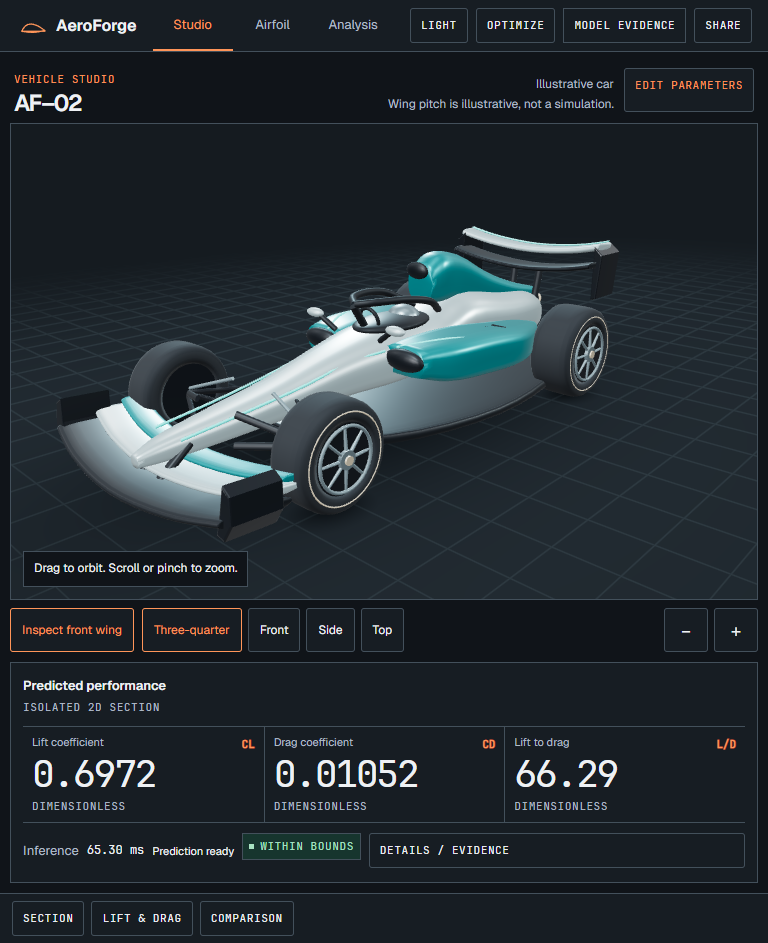 AeroForge
Studio
Airfoil
Analysis
LIGHT
OPTIMIZE
MODEL EVIDENCE
SHARE
VEHICLE STUDIO
AF—02
Illustrative car
Wing pitch is illustrative, not a simulation.
EDIT PARAMETERS
Drag to orbit. Scroll or pinch to zoom.
Inspect front wing
Three-quarter
Front
Side
Top
−
+
Predicted performance
ISOLATED 2D SECTION
Lift coefficient
CL
0.6972
DIMENSIONLESS
Drag coefficient
CD
0.01052
DIMENSIONLESS
Lift to drag
L/D
66.29
DIMENSIONLESS
Inference 65.30 ms Prediction ready
WITHIN BOUNDS
DETAILS / EVIDENCE
SECTION
LIFT & DRAG
COMPARISON